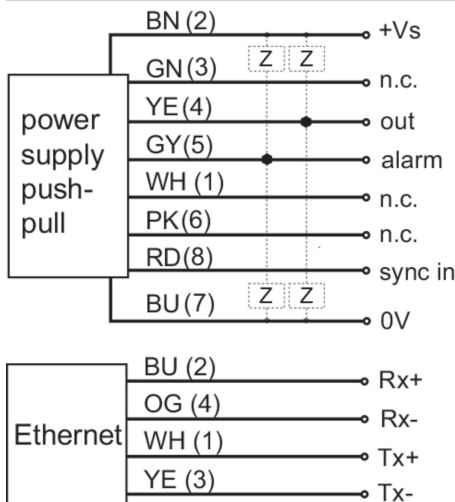 BN (2) +Vs
Z Z
GN (3) n.c.
YE (4) out
GY(5) alarm
WH (1) n.c.
PK(6) n.c.
RD(8) sync in
Z Z
BU (7) 0V
power
supply
push-
pull
BU (2) Rx+
OG (4) Rx-
WH (1) Tx+
YE (3) Tx-
Ethernet